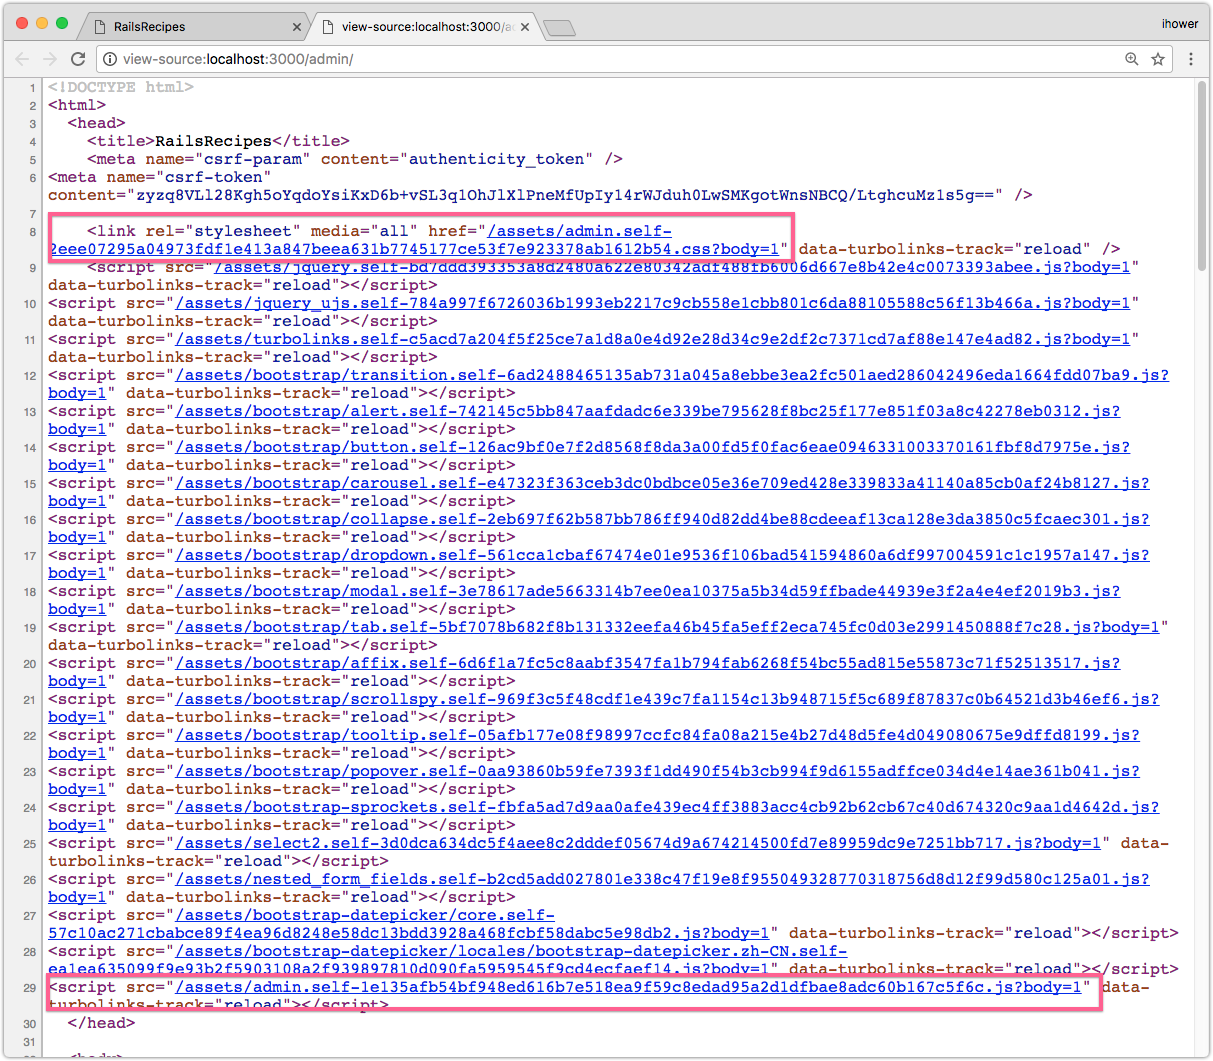 RailsRecipes
view-source:localhost:3000/ad
ihower
view-source:localhost:3000/admin/
1 <!DOCTYPE html>
2 <html>
3 <head>
4 <title>RailsRecipes</title>
5 <meta name="csrf-param" content="authenticity_token" />
6 <meta name="csrf-token"
content="zyzq8VLl28Kgh5oYqdoYsiKxD6b+vSL3q1OhJlXlPneMfUpIy14rWJduh0LwSMKgotWnsNBCQ/LtghcuMz1s5g==" />
7
8 <link rel="stylesheet" media="all" href="/assets/admin.self-
2eee07295a04973fdf1e413a847beea631b7745177ce53f7e923378ab1612b54.css?body=1" data-turbolinks-track="reload" />
9 <script src="/assets/jquery.self-bd7ddd393353a8d2480a622e80342adf488fb6006d667e8b42e4c0073393abee.js?body=1"
data-turbolinks-track="reload"></script>
10 <script src="/assets/jquery_ujs.self-784a997f6726036b1993eb2217c9cb558e1cbb801c6da88105588c56f13b466a.js?body=1"
data-turbolinks-track="reload"></script>
11 <script src="/assets/turbolinks.self-c5acd7a204f5f25ce7a1d8a0e4d92e28d34c9e2df2c7371cd7af88e147e4ad82.js?body=1"
data-turbolinks-track="reload"></script>
12 <script src="/assets/bootstrap/transition.self-6ad2488465135ab731a045a8ebbe3ea2fc501aed286042496eda1664fdd07ba9.js?
body=1" data-turbolinks-track="reload"></script>
13 <script src="/assets/bootstrap/alert.self-742145c5bb847aafdadc6e339be795628f8bc25f177e851f03a8c42278eb0312.js?
body=1" data-turbolinks-track="reload"></script>
14 <script src="/assets/bootstrap/button.self-126ac9bf0e7f2d8568f8da3a00fd5f0fac6eae0946331003370161fbf8d7975e.js?
body=1" data-turbolinks-track="reload"></script>
15 <script src="/assets/bootstrap/carousel.self-e47323f363ceb3dc0bdbce05e36e709ed428e339833a41140a85cb0af24b8127.js?
body=1" data-turbolinks-track="reload"></script>
16 <script src="/assets/bootstrap/collapse.self-2eb697f62b587bb786ff940d82dd4be88cdeeaf13ca128e3da3850c5fcaec301.js?
body=1" data-turbolinks-track="reload"></script>
17 <script src="/assets/bootstrap/dropdown.self-561cca1cbaf67474e01e9536f106bad541594860a6df997004591c1c1957a147.js?
body=1" data-turbolinks-track="reload"></script>
18 <script src="/assets/bootstrap/modal.self-3e78617ade5663314b7ee0ea10375a5b34d59ffbade44939e3f2a4e4ef2019b3.js?
body=1" data-turbolinks-track="reload"></script>
19 <script src="/assets/bootstrap/tab.self-5bf7078b682f8b131332eefa46b45fa5eff2eca745fc0d03e2991450888f7c28.js?body=1"
data-turbolinks-track="reload"></script>
20 <script src="/assets/bootstrap/affix.self-6d6f1a7fc5c8aabf3547fa1b794fab6268f54bc55ad815e55873c71f52513517.js?
body=1" data-turbolinks-track="reload"></script>
21 <script src="/assets/bootstrap/scrollspy.self-969f3c5f48cdf1e439c7fa1154c13b948715f5c689f87837c0b64521d3b46ef6.js?
body=1" data-turbolinks-track="reload"></script>
22 <script src="/assets/bootstrap/tooltip.self-05afb177e08f98997ccfc84fa08a215e4b27d48d5fe4d049080675e9dffd8199.js?
body=1" data-turbolinks-track="reload"></script>
23 <script src="/assets/bootstrap/popover.self-0aa93860b59fe7393f1dd490f54b3cb994f9d6155adffce034d4e14ae361b041.js?
body=1" data-turbolinks-track="reload"></script>
24 <script src="/assets/bootstrap-sprockets.self-fbfa5ad7d9aa0afe439ec4ff3883acc4cb92b62cb67c40d674320c9aa1d4642d.js?
body=1" data-turbolinks-track="reload"></script>
25 <script src="/assets/select2.self-3d0dca634dc5f4aee8c2dddef05674d9a674214500fd7e89959dc9e7251bb717.js?body=1" data-
turbolinks-track="reload"></script>
26 <script src="/assets/nested_form_fields.self-b2cd5add027801e338c47f19e8f955049328770318756d8d12f99d580c125a01.js?
body=1" data-turbolinks-track="reload"></script>
27 <script src="/assets/bootstrap-datepicker/core.self-
57c10ac271cbabce89f4ea96d8248e58dc13bdd3928a468fcbf58dabc5e98db2.js?body=1" data-turbolinks-track="reload"></script>
28 <script src="/assets/bootstrap-datepicker/locales/bootstrap-datepicker.zh-CN.self-
ea1ea635099f9e93b2f5903108a2f939897810d090fa5959545f9cd4ecfaef14.js?body=1" data-turbolinks-track="reload"></script>
29 <script src="/assets/admin.self-1e135afb54bf948ed616b7e518ea9f59c8edad95a2d1dfbae8adc60b167c5f6c.js?body=1" data-
turbolinks-track="reload"></script>
30 </head>
31
<body>